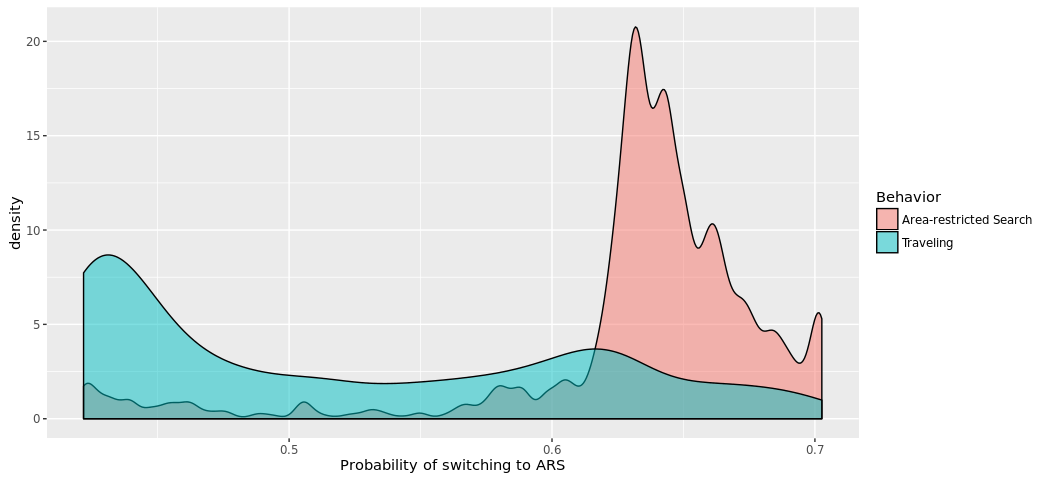 20
15
10
5
0
density
0.5
0.6
0.7
Probability of switching to ARS
Behavior
Area-restricted Search
Traveling